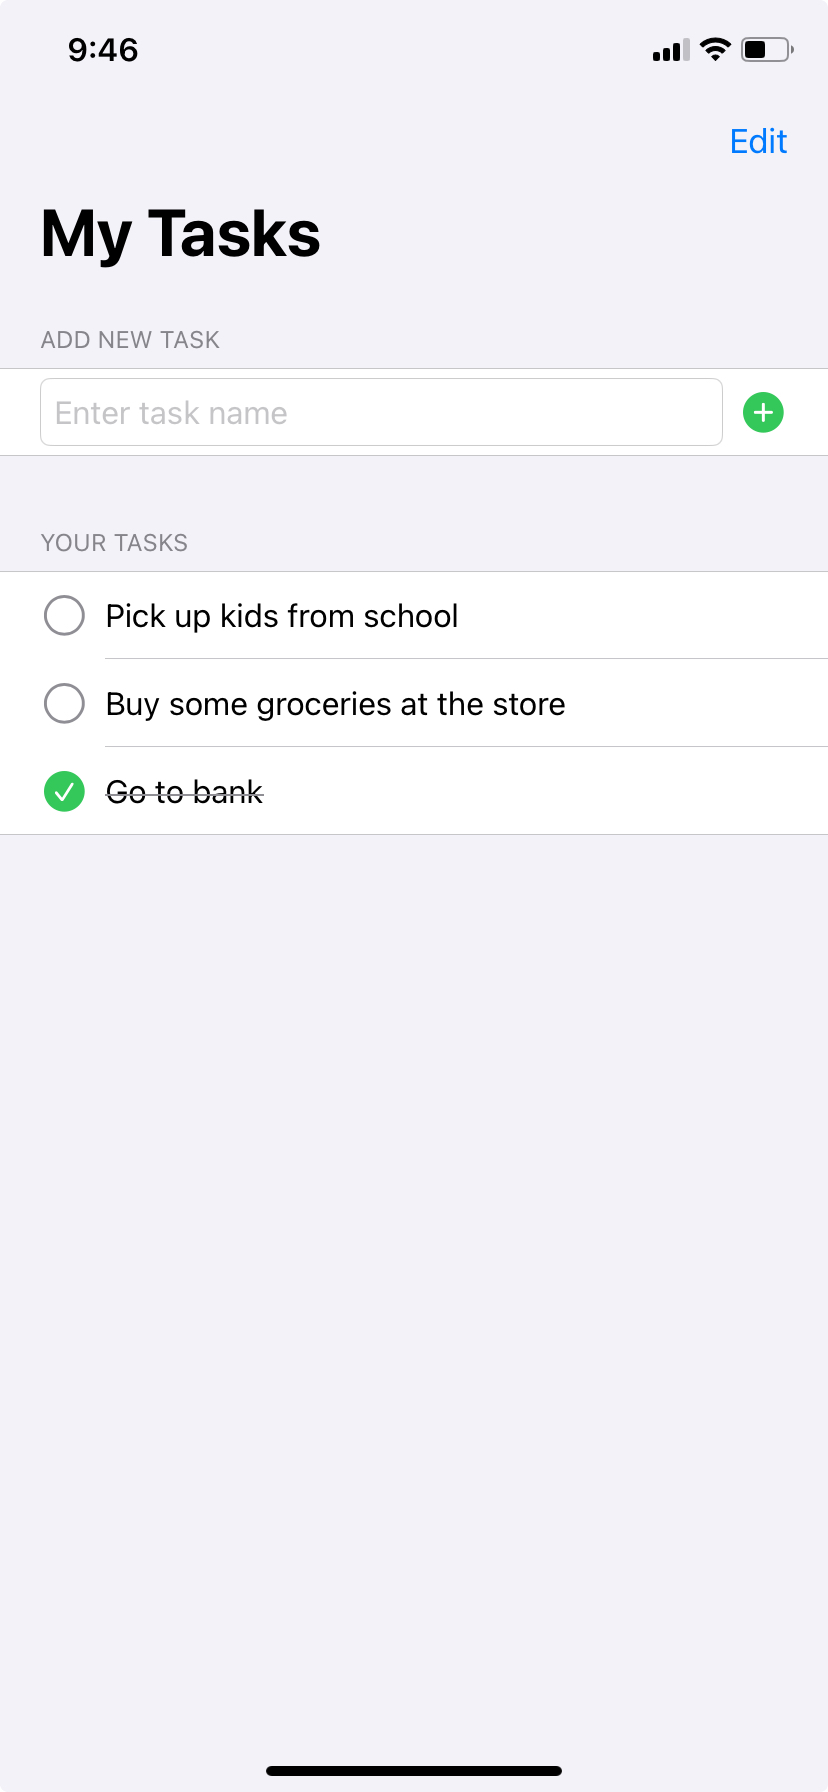 9:46
Edit
My Tasks
ADD NEW TASK
Enter task name
YOUR TASKS
Pick up kids from school
Buy some groceries at the store
Go to bank